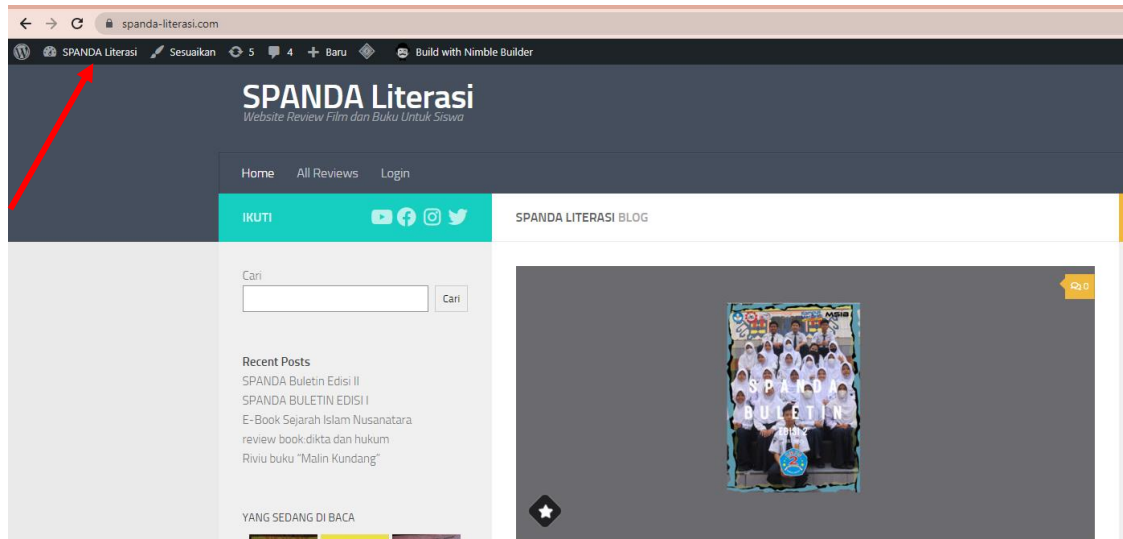 spanda-literasi.com
SPANDA Literasi Sesuaikan 5 4 + Baru Build with Nimble Builder
SPANDA Literasi
Website Review Film dan Buku Untuk Siswa
Home All Reviews Login
IKUTI
SPANDA LITERASI BLOG
Cari
Cari
0
Recent Posts
SPANDA Buletin Edisi II
SPANDA BULETIN EDISI I
E-Book Sejarah Islam Nusanatara
review book:dikta dan hukum
Riviu buku "Malin Kundang"
MSIB
SPANDA
BULETIN
EDISI 2
YANG SEDANG DI BACA